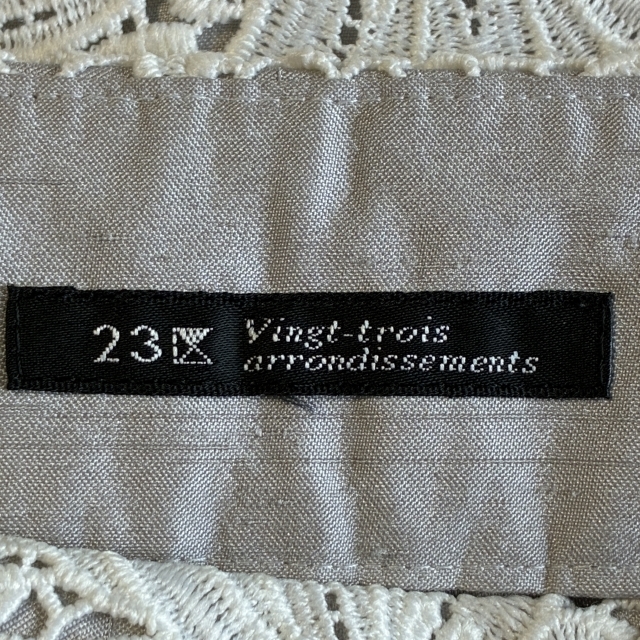 23区 Vingt-trois
arrondissements